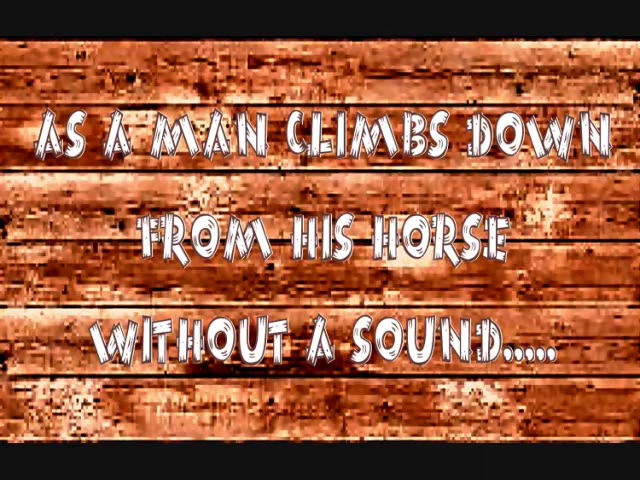 AS A MAN CLIMBS DOWN
FROM HIS HORSE
WITHOUT A SOUND.....